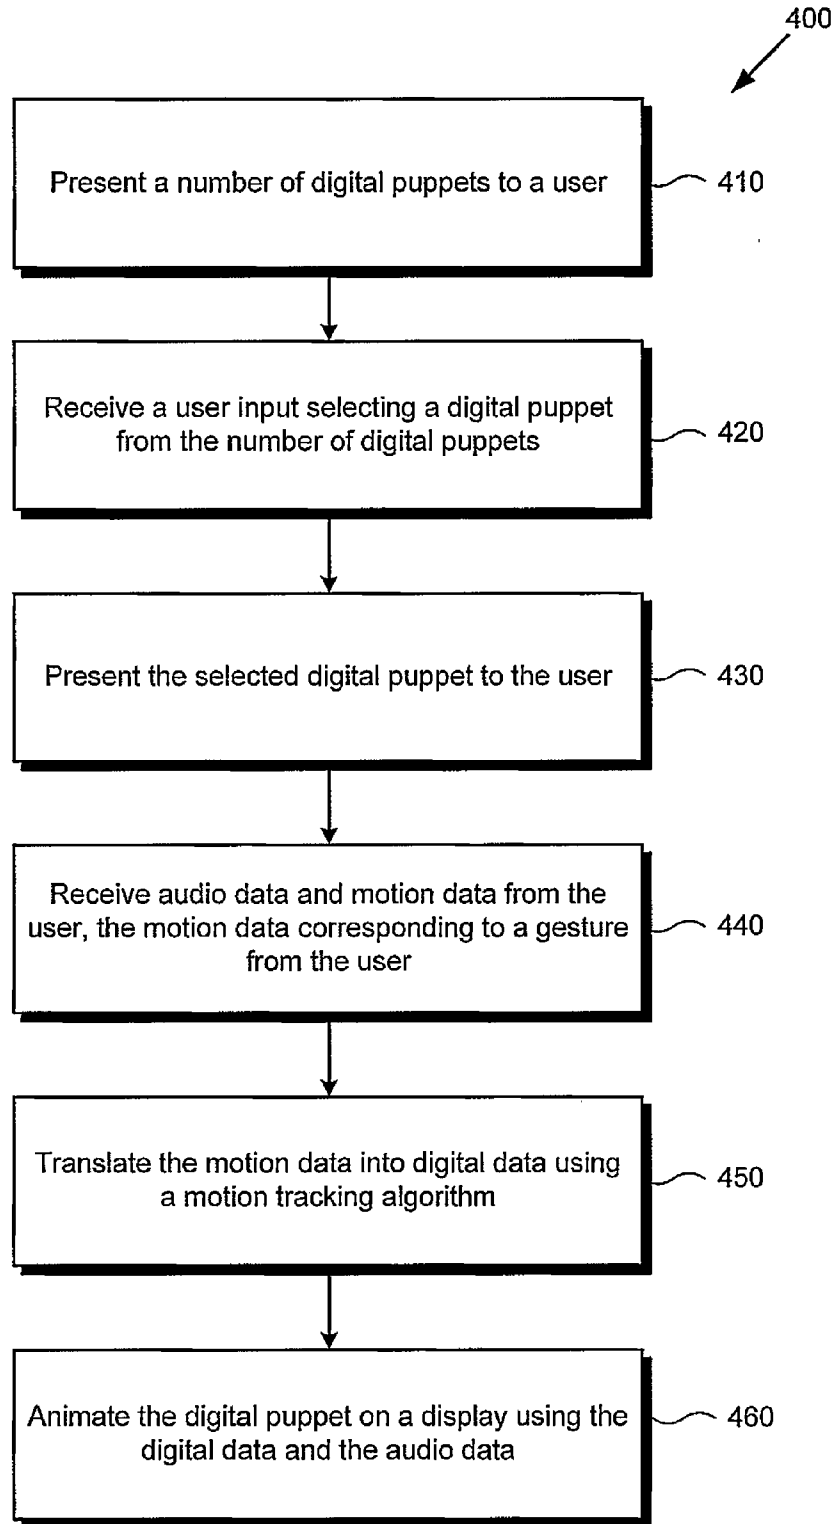 400
Present a number of digital puppets to a user
410
Receive a user input selecting a digital puppet
from the number of digital puppets
420
Present the selected digital puppet to the user
430
Receive audio data and motion data from the
user, the motion data corresponding to a gesture
from the user
440
Translate the motion data into digital data using
a motion tracking algorithm
450
Animate the digital puppet on a display using the
digital data and the audio data
460